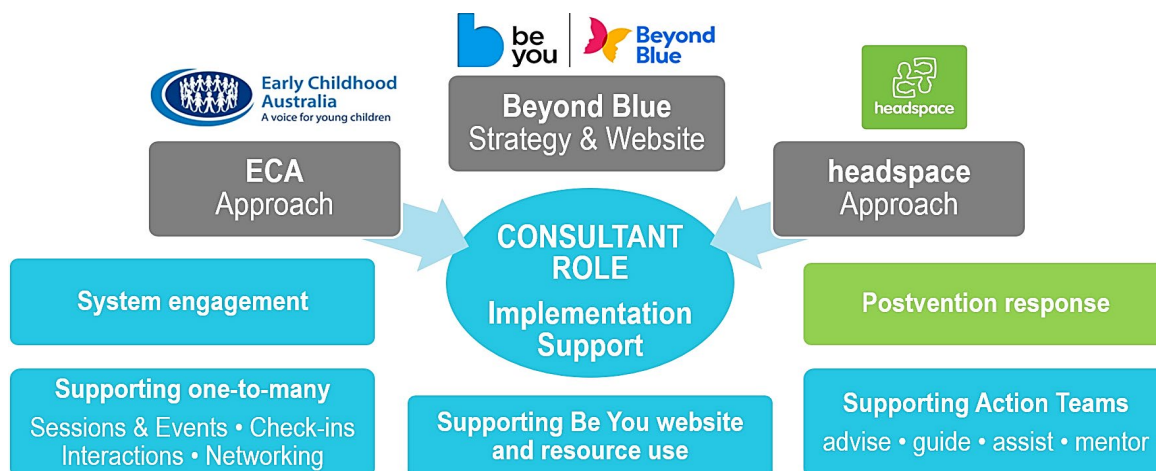 be
you
Beyond
Blue
Early Childhood
Australia
A voice for young children
headspace
Beyond Blue
Strategy & Website
ECA
Approach
headspace
Approach
CONSULTANT
ROLE
Implementation
Support
System engagement
Postvention response
Supporting one-to-many
Sessions & Events • Check-ins
Interactions • Networking
Supporting Be You website
and resource use
Supporting Action Teams
advise • guide • assist • mentor